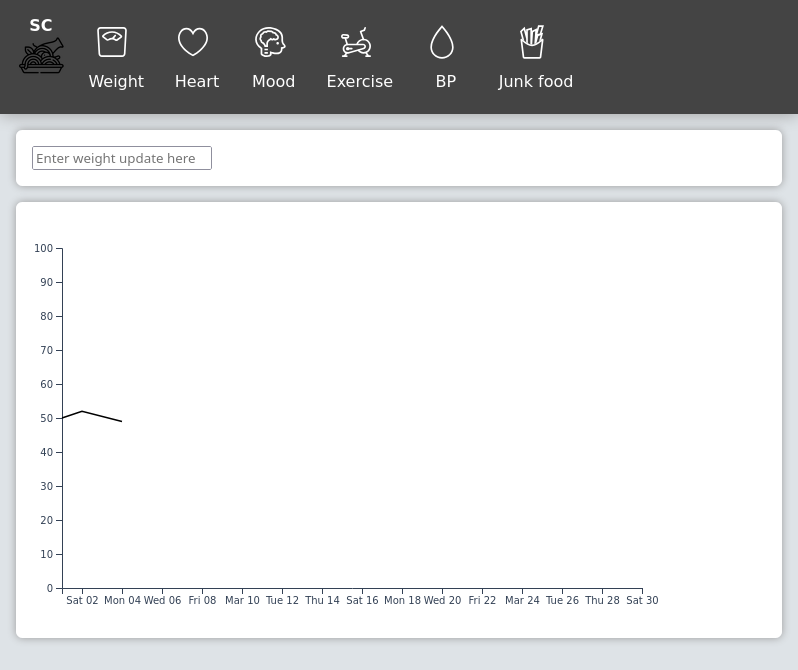 SC
Weight Heart Mood Exercise BP Junk food
Enter weight update here
100
90
80
70
60
50
40
30
20
10
0
Sat 02 Mon 04 Wed 06 Fri 08 Mar 10 Tue 12 Thu 14 Sat 16 Mon 18 Wed 20 Fri 22 Mar 24 Tue 26 Thu 28 Sat 30